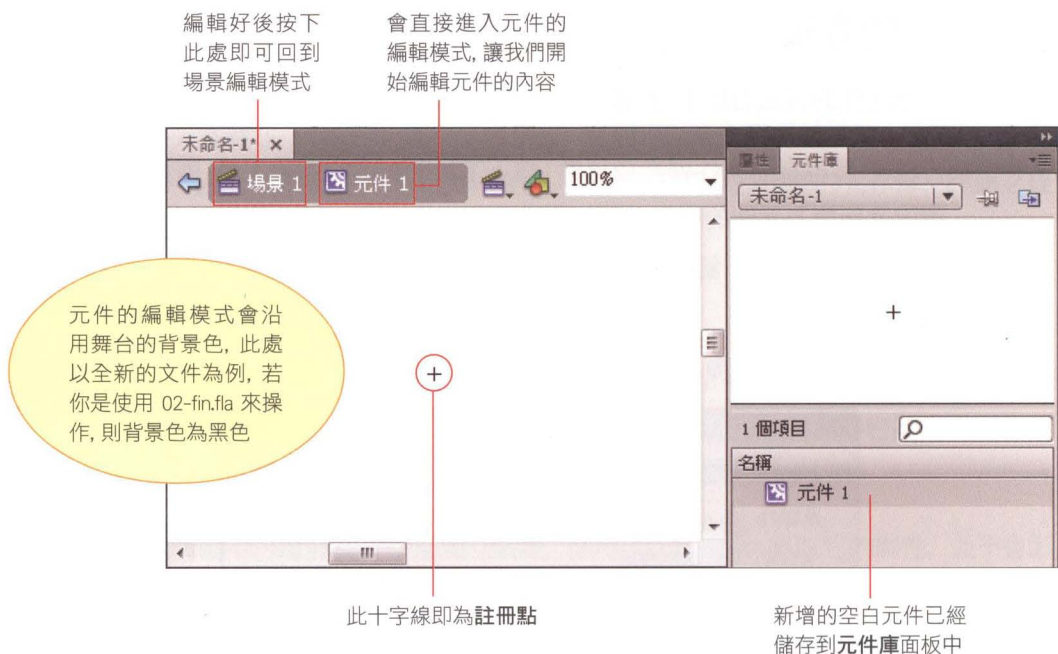 編輯好後按下
此處即可回到
場景編輯模式
會直接進入元件的
編輯模式, 讓我們開
始編輯元件的內容
未命名-1*
場景 1
元件 1
100%
屬性
元件庫
未命名-1
元件的編輯模式會沿
用舞台的背景色, 此處
以全新的文件為例, 若
你是使用 02-fin.fla 來操
作, 則背景色為黑色
1 個項目
名稱
元件 1
此十字線即為註冊點
新增的空白元件已經
儲存到元件庫面板中